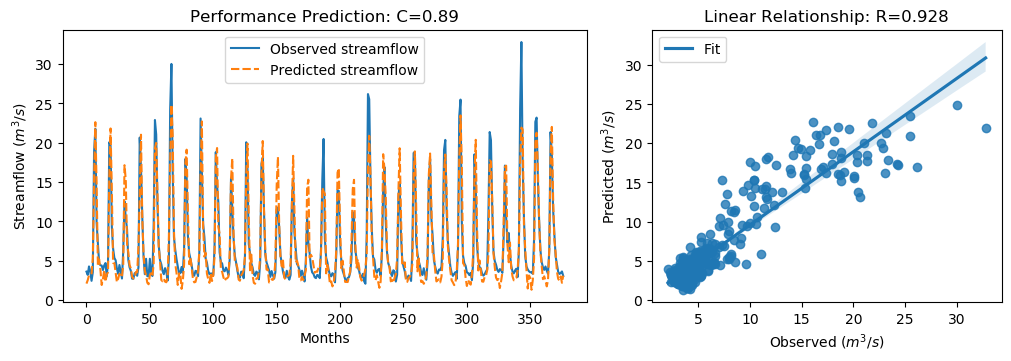 Performance Prediction: C=0.89
Streamflow (m³/s)
30
25
20
15
10
5
0
Observed streamflow
Predicted streamflow
0 50 100 150 200 250 300 350
Months
Linear Relationship: R=0.928
Predicted (m³/s)
30
25
20
15
10
5
0
Fit
5 10 15 20 25 30
Observed (m³/s)